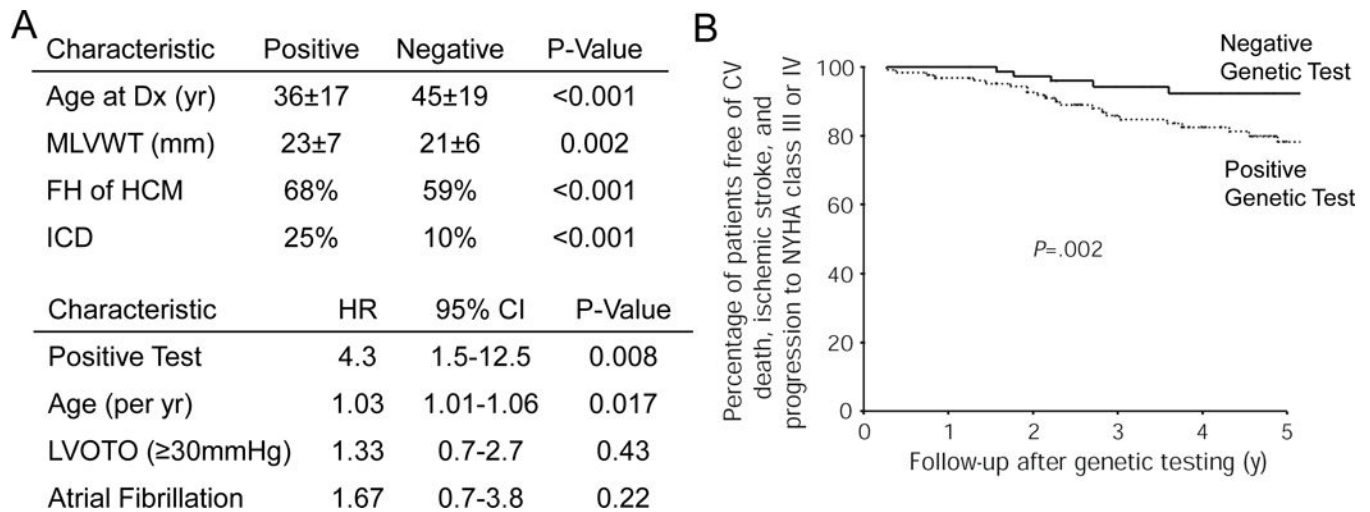 A
Characteristic Positive Negative P-Value
Age at Dx (yr) 36±17 45±19 <0.001
MLVWT (mm) 23±7 21±6 0.002
FH of HCM 68% 59% <0.001
ICD 25% 10% <0.001
Characteristic HR 95% CI P-Value
Positive Test 4.3 1.5-12.5 0.008
Age (per yr) 1.03 1.01-1.06 0.017
LVOTO (≥30mmHg) 1.33 0.7-2.7 0.43
Atrial Fibrillation 1.67 0.7-3.8 0.22
B
Percentage of patients free of CV
death, ischemic stroke, and
progression to NYHA class III or IV
100
80
60
40
20
0
Negative
Genetic Test
Positive
Genetic Test
P=.002
0 1 2 3 4 5
Follow-up after genetic testing (y)